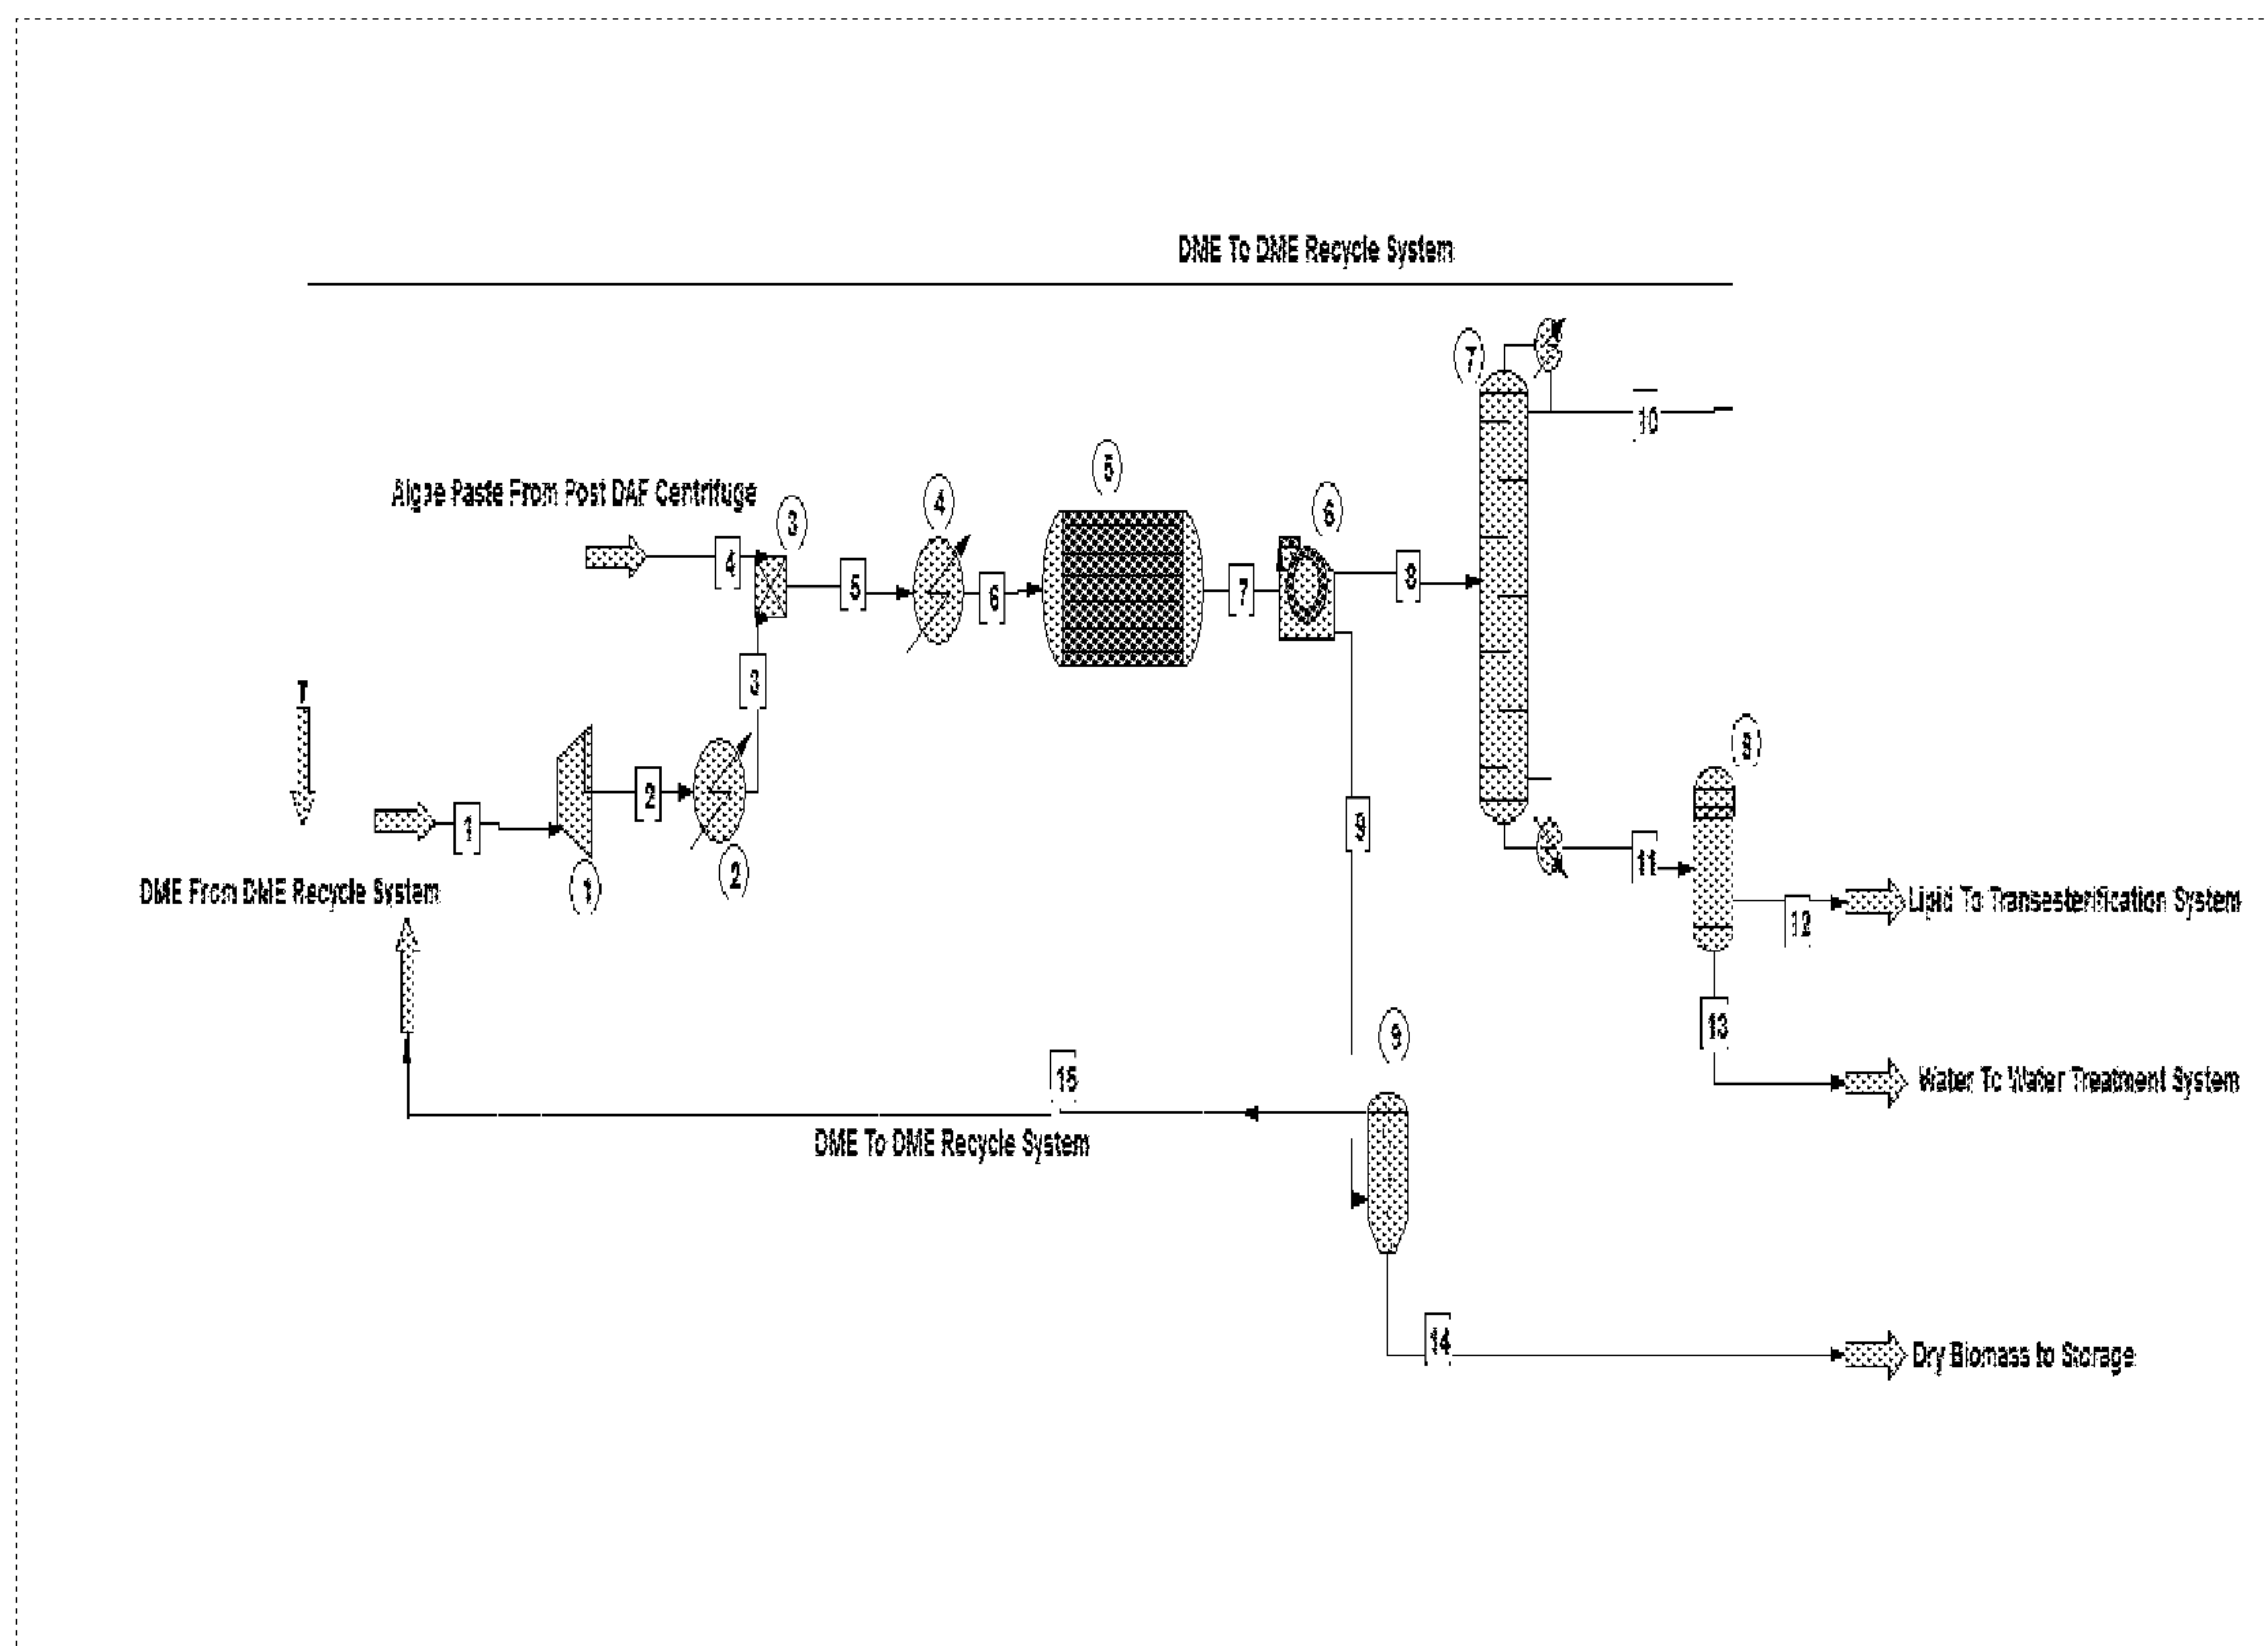 DME To DME Recycle System
7
10
5
Algae Paste From Post DAF Centrifuge
4
6
3
4
8
5
6
7
T
2
1
2
1
DME From DME Recycle System
11
12
Lipid To Transesterification System
13
9
15
Water To Water Treatment System
DME To DME Recycle System
14
Dry Biomass to Storage